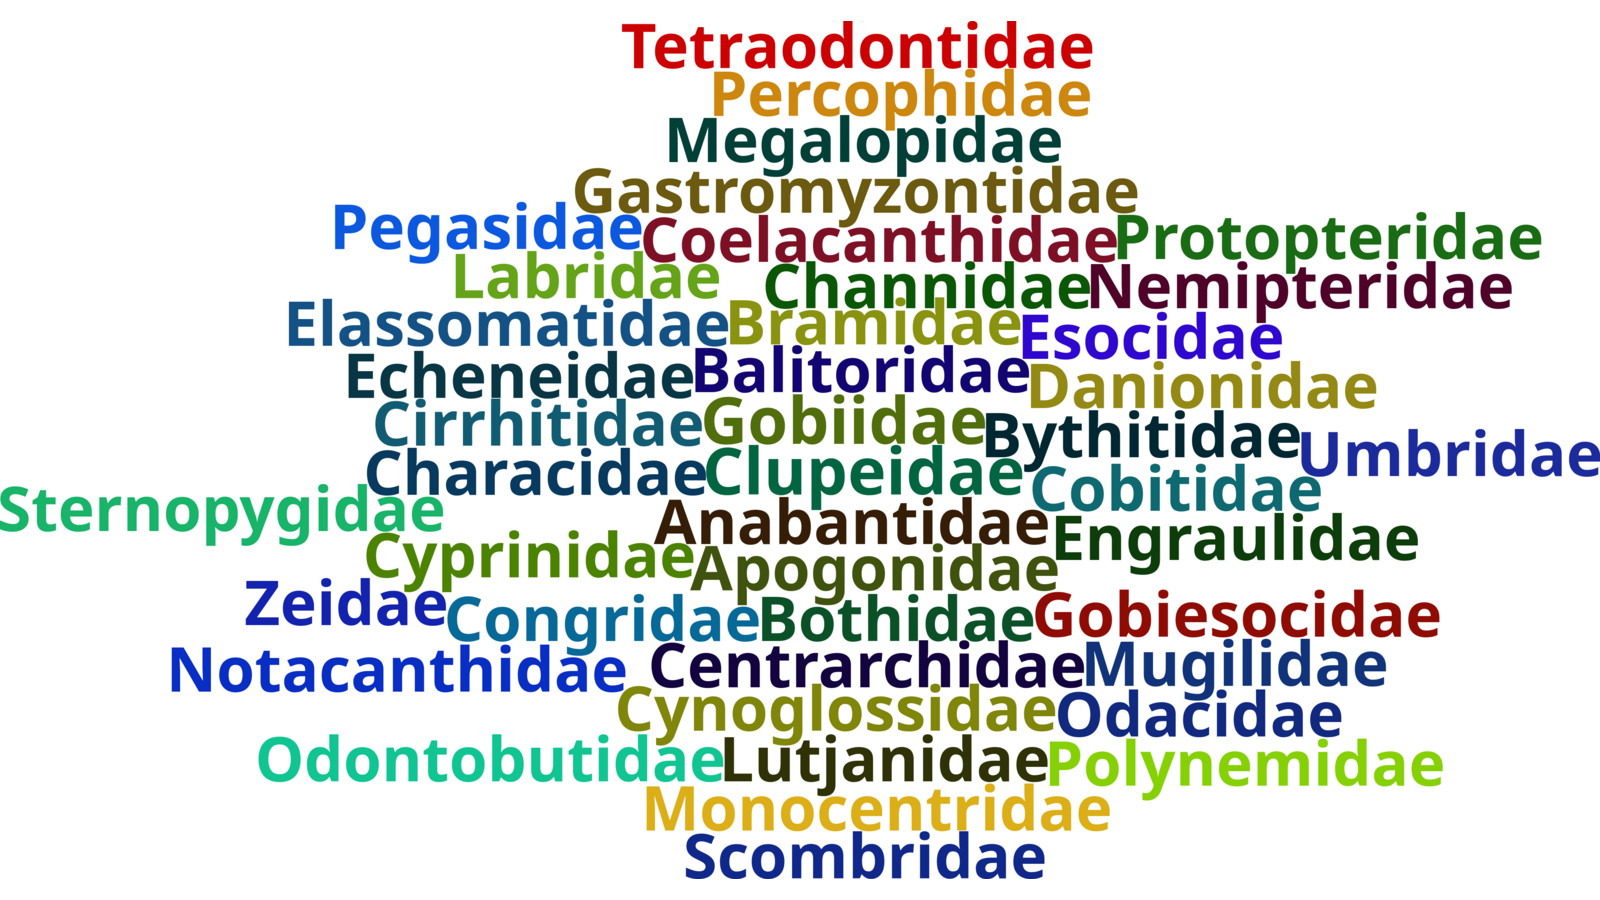 Tetraodontidae
Percophidae
Megalopidae
Gastromyzontidae
Pegasidae Coelacanthidae Protopteridae
Labridae Channidae Nemipteridae
Elassomatidae Bramidae Esocidae
Echeneidae Balitoridae Danionidae
Cirrhitidae Gobiidae Bythitidae Umbridae
Characidae Clupeidae Cobitidae
Sternopygidae Anabantidae Engraulidae
Cyprinidae Apogonidae
Zeidae Congridae Bothidae Gobiesocidae
Notacanthidae Centrarchidae Mugilidae
Cynoglossidae Odacidae
Odontobutidae Lutjanidae Polynemidae
Monocentridae
Scombridae